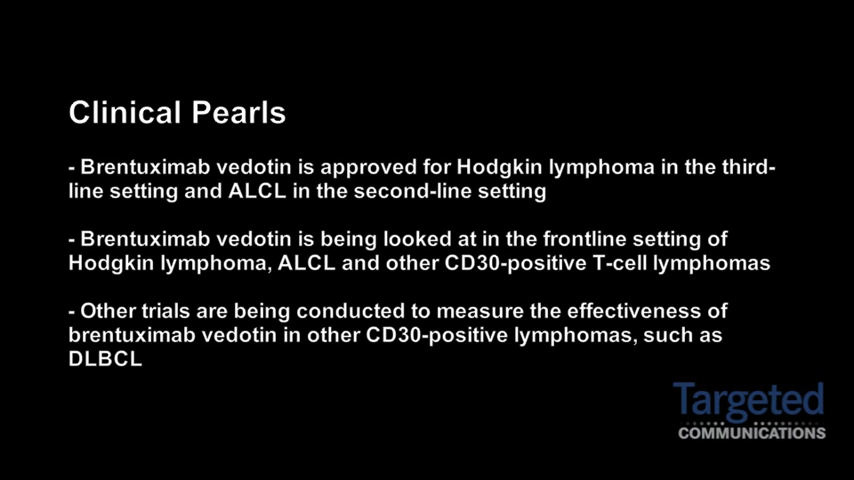 Clinical Pearls
- Brentuximab vedotin is approved for Hodgkin lymphoma in the third-
line setting and ALCL in the second-line setting
- Brentuximab vedotin is being looked at in the frontline setting of
Hodgkin lymphoma, ALCL and other CD30-positive T-cell lymphomas
- Other trials are being conducted to measure the effectiveness of
brentuximab vedotin in other CD30-positive lymphomas, such as
DLBCL
Targeted
COMMUNICATIONS